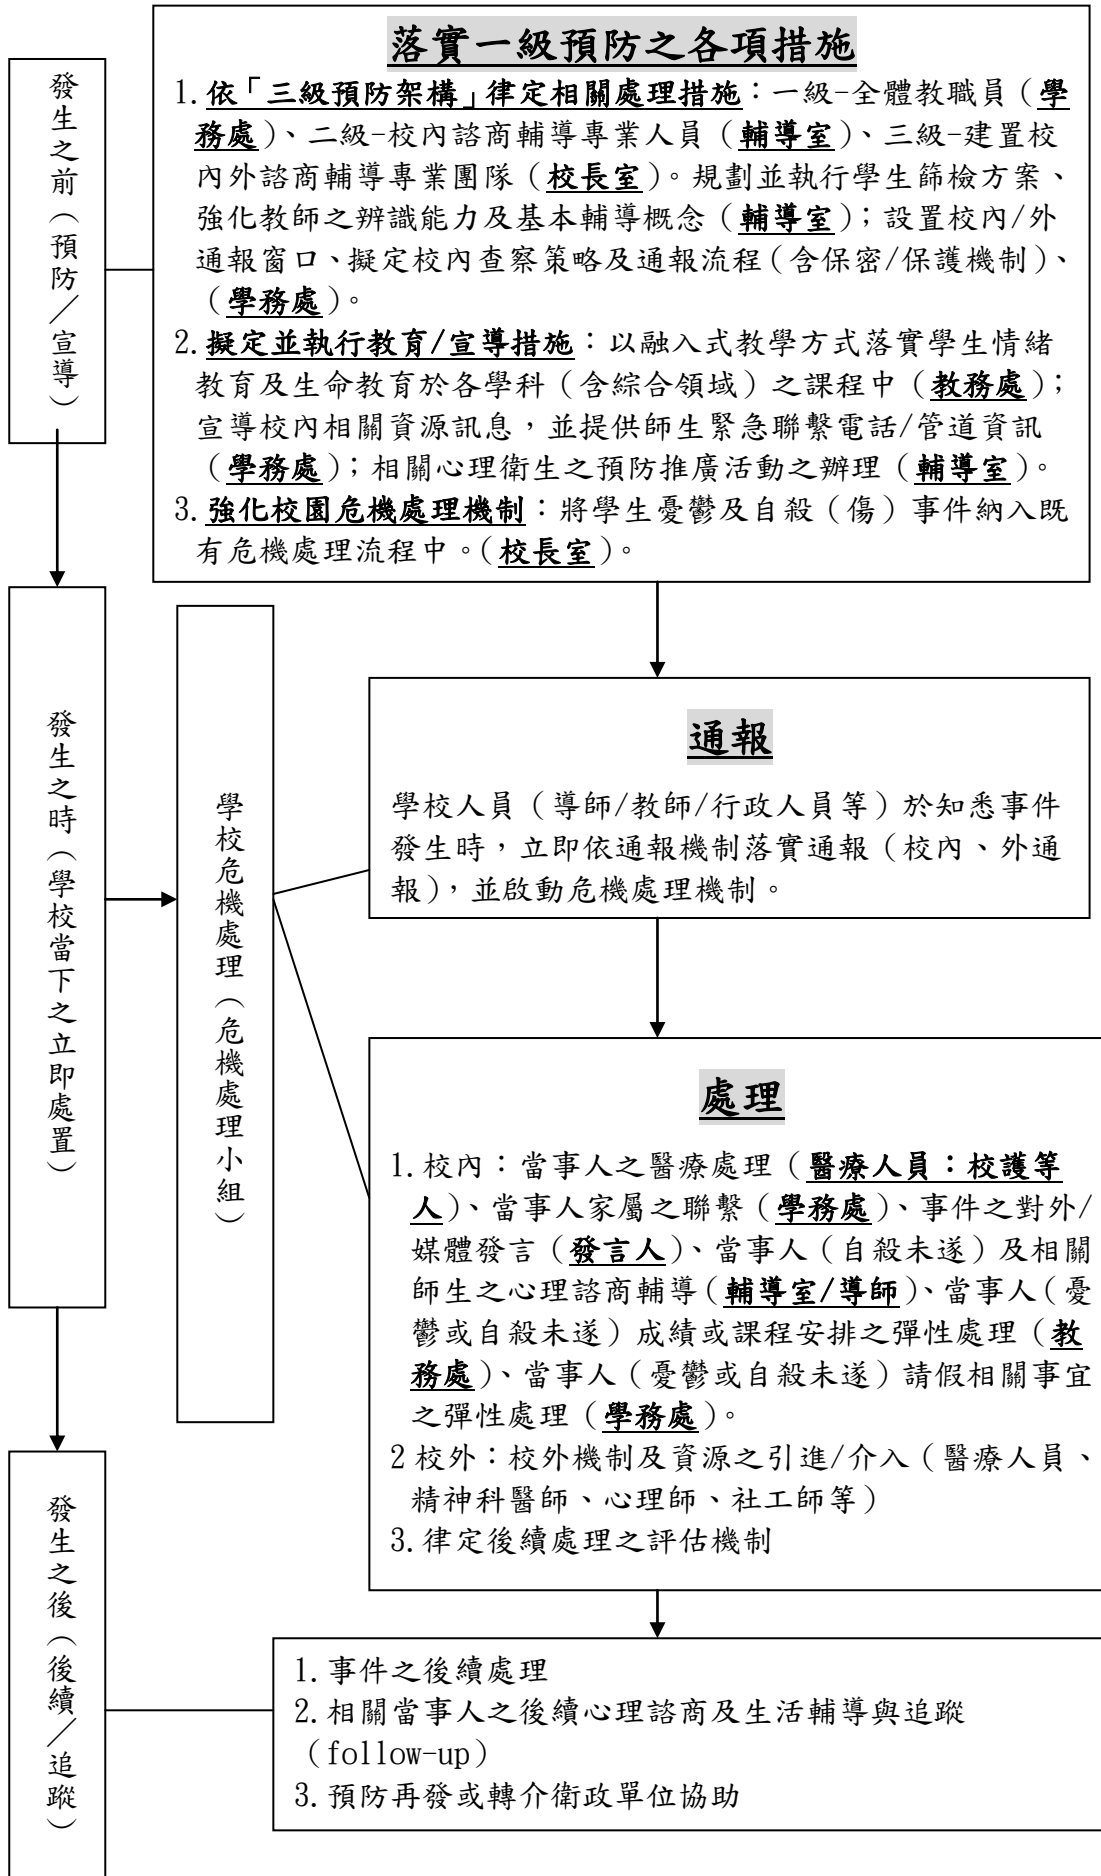 發生之前（預防／宣導）
落實一級預防之各項措施
1.依「三級預防架構」律定相關處理措施：一級-全體教職員（學
務處）、二級-校內諮商輔導專業人員（輔導室）、三級-建置校
內外諮商輔導專業團隊（校長室）。規劃並執行學生篩檢方案、
強化教師之辨識能力及基本輔導概念（輔導室）；設置校內/外
通報窗口、擬定校內查察策略及通報流程（含保密/保護機制）、
（學務處）。
2.擬定並執行教育/宣導措施：以融入式教學方式落實學生情緒
教育及生命教育於各學科（含綜合領域）之課程中（教務處）；
宣導校內相關資源訊息，並提供師生緊急聯繫電話/管道資訊
（學務處）；相關心理衛生之預防推廣活動之辦理（輔導室）。
3.強化校園危機處理機制：將學生憂鬱及自殺（傷）事件納入既
有危機處理流程中。（校長室）。
發生之時（學校當下之立即處置）
學校危機處理（危機處理小組）
通報
學校人員（導師/教師/行政人員等）於知悉事件
發生時，立即依通報機制落實通報（校內、外通
報），並啟動危機處理機制。
處理
1.校內：當事人之醫療處理（醫療人員：校護等
人）、當事人家屬之聯繫（學務處）、事件之對外/
媒體發言（發言人）、當事人（自殺未遂）及相關
師生之心理諮商輔導（輔導室/導師）、當事人（憂
鬱或自殺未遂）成績或課程安排之彈性處理（教
務處）、當事人（憂鬱或自殺未遂）請假相關事宜
之彈性處理（學務處）。
2 校外：校外機制及資源之引進/介入（醫療人員、
精神科醫師、心理師、社工師等）
3.律定後續處理之評估機制
發生之後（後續／追蹤）
1.事件之後續處理
2.相關當事人之後續心理諮商及生活輔導與追蹤
（follow-up）
3.預防再發或轉介衛政單位協助